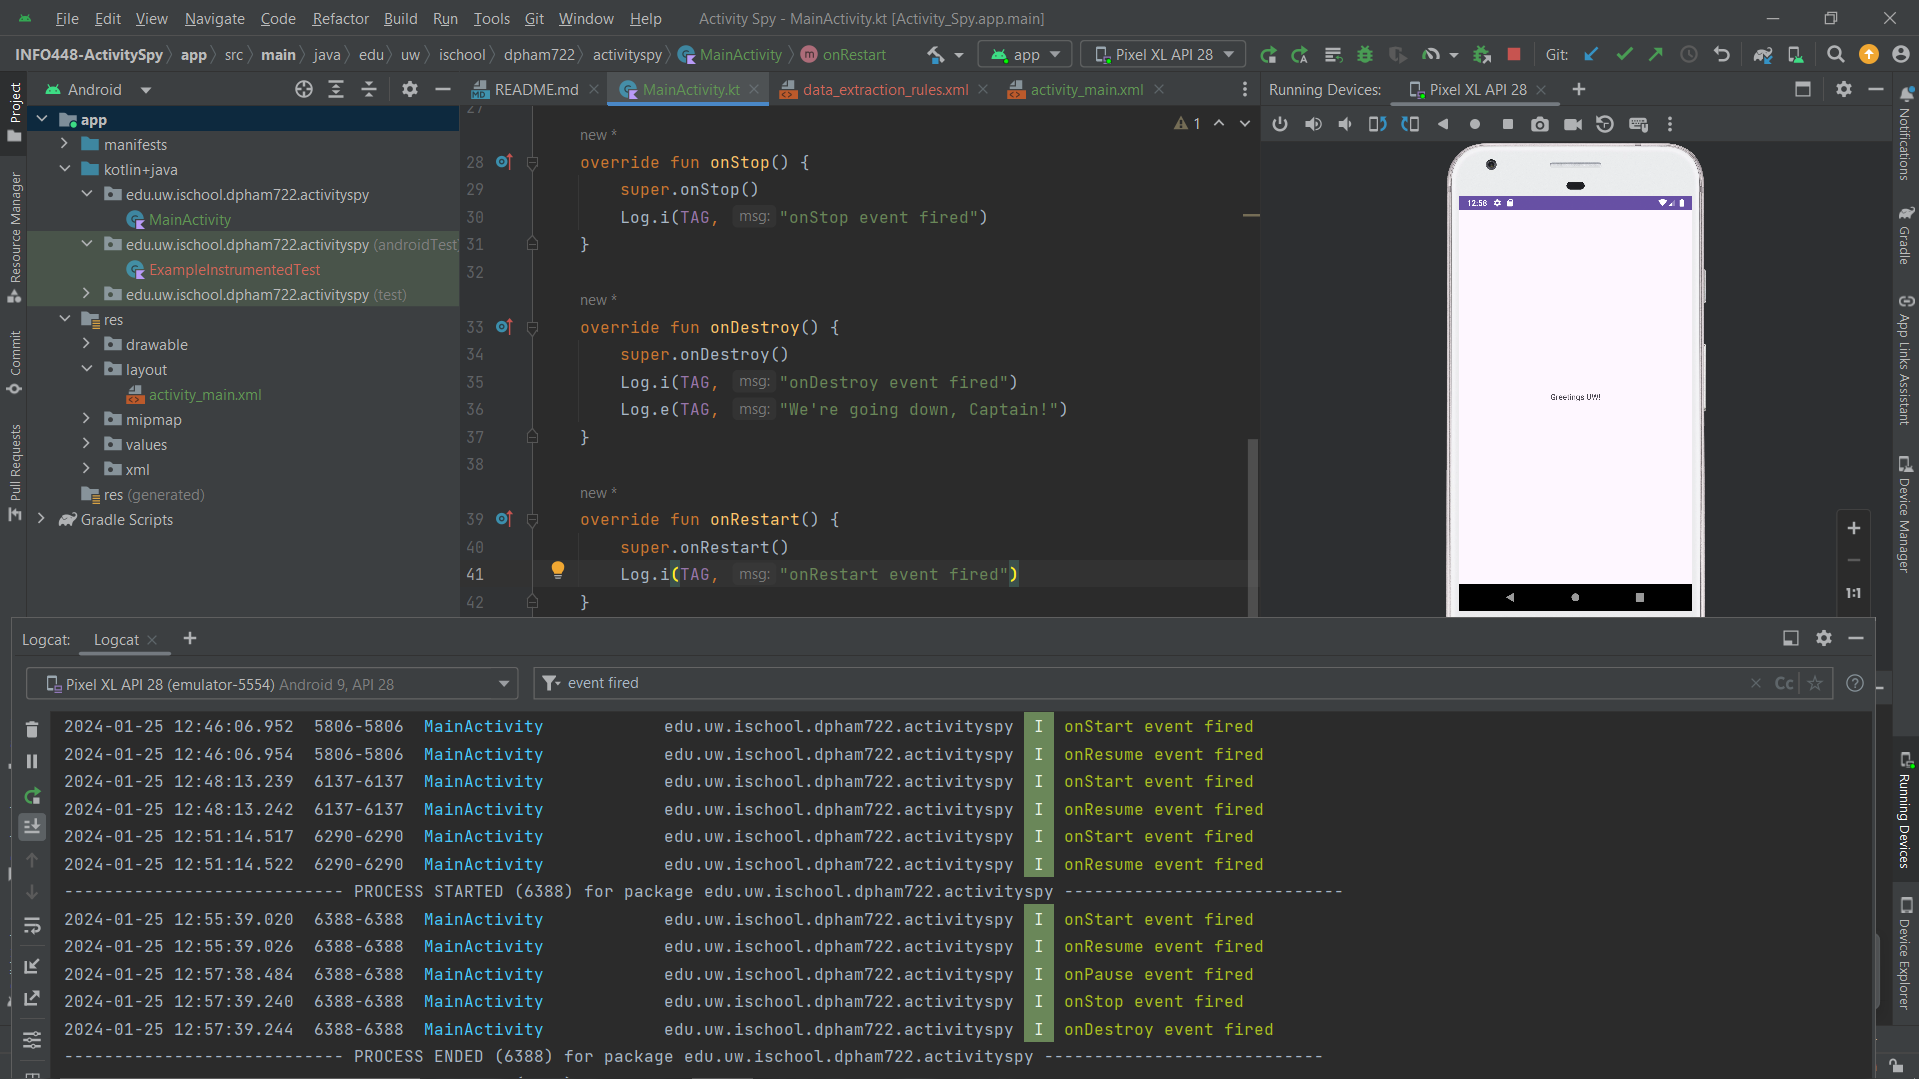 File Edit View Navigate Code Refactor Build Run Tools Git Window Help Activity Spy - MainActivity.kt [Activity_Spy.app.main]
INFO448-ActivitySpy app src main java edu uw ischool dpham722 activityspy MainActivity onRestart app Pixel XL API 28 Git:
Project
Android
README.md MainActivity.kt data_extraction_rules.xml activity_main.xml
Running Devices: Pixel XL API 28
app
manifests
kotlin+java
edu.uw.ischool.dpham722.activityspy
MainActivity
edu.uw.ischool.dpham722.activityspy (androidTest
ExampleInstrumentedTest
edu.uw.ischool.dpham722.activityspy (test)
res
drawable
layout
activity_main.xml
mipmap
values
xml
res (generated)
Gradle Scripts
Resource Manager
Commit
Pull Requests
27
1
new *
28 override fun onStop() {
29 super.onStop()
30 Log.i(TAG, msg: "onStop event fired")
31 }
32
new *
33 override fun onDestroy() {
34 super.onDestroy()
35 Log.i(TAG, msg: "onDestroy event fired")
36 Log.e(TAG, msg: "We're going down, Captain!")
37 }
38
new *
39 override fun onRestart() {
40 super.onRestart()
41 Log.i(TAG, msg: "onRestart event fired")
42 }
12:58
Greetings UW!
1:1
Notifications
Gradle
App Links Assistant
Device Manager
Running Devices
Device Explorer
Logcat: Logcat
Pixel XL API 28 (emulator-5554) Android 9, API 28
event fired Cc
2024-01-25 12:46:06.952 5806-5806 MainActivity edu.uw.ischool.dpham722.activityspy I onStart event fired
2024-01-25 12:46:06.954 5806-5806 MainActivity edu.uw.ischool.dpham722.activityspy I onResume event fired
2024-01-25 12:48:13.239 6137-6137 MainActivity edu.uw.ischool.dpham722.activityspy I onStart event fired
2024-01-25 12:48:13.242 6137-6137 MainActivity edu.uw.ischool.dpham722.activityspy I onResume event fired
2024-01-25 12:51:14.517 6290-6290 MainActivity edu.uw.ischool.dpham722.activityspy I onStart event fired
2024-01-25 12:51:14.522 6290-6290 MainActivity edu.uw.ischool.dpham722.activityspy I onResume event fired
---------------------------- PROCESS STARTED (6388) for package edu.uw.ischool.dpham722.activityspy ----------------------------
2024-01-25 12:55:39.020 6388-6388 MainActivity edu.uw.ischool.dpham722.activityspy I onStart event fired
2024-01-25 12:55:39.026 6388-6388 MainActivity edu.uw.ischool.dpham722.activityspy I onResume event fired
2024-01-25 12:57:38.484 6388-6388 MainActivity edu.uw.ischool.dpham722.activityspy I onPause event fired
2024-01-25 12:57:39.240 6388-6388 MainActivity edu.uw.ischool.dpham722.activityspy I onStop event fired
2024-01-25 12:57:39.244 6388-6388 MainActivity edu.uw.ischool.dpham722.activityspy I onDestroy event fired
---------------------------- PROCESS ENDED (6388) for package edu.uw.ischool.dpham722.activityspy ----------------------------